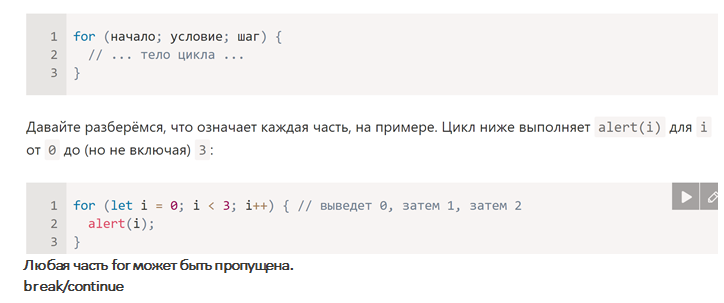 1 for (начало; условие; шаг) {
2   // ... тело цикла ...
3 }
Давайте разберёмся, что означает каждая часть, на примере. Цикл ниже выполняет alert(i) для i
от 0 до (но не включая) 3 :
1 for (let i = 0; i < 3; i++) { // выведет 0, затем 1, затем 2
2   alert(i);
3 }
Любая часть for может быть пропущена.
break/continue